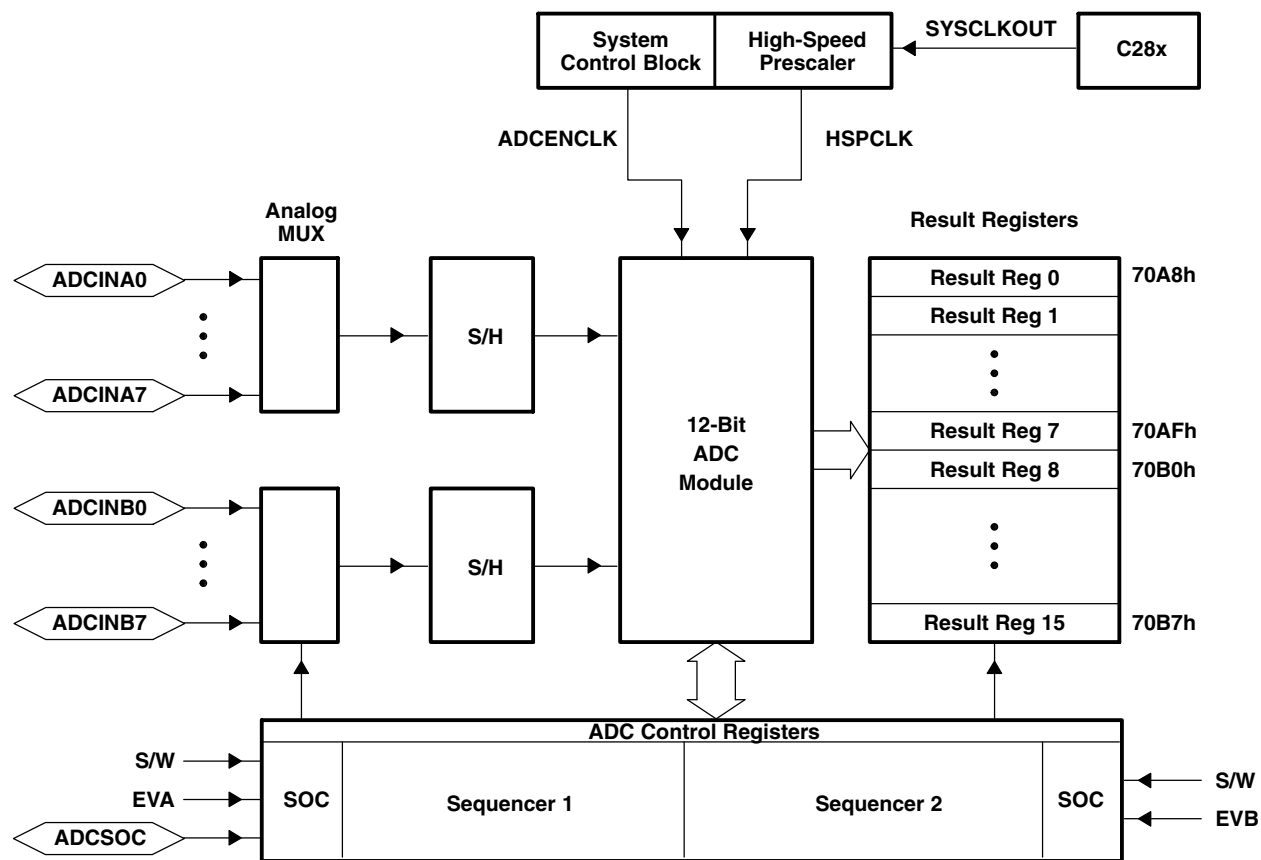 System
Control Block
High-Speed
Prescaler
SYSCLKOUT
C28x
ADCENCLK
HSPCLK
Analog
MUX
Result Registers
ADCINA0
ADCINA7
S/H
ADCINB0
ADCINB7
S/H
12-Bit
ADC
Module
Result Reg 0
70A8h
Result Reg 1
Result Reg 7
70AFh
Result Reg 8
70B0h
Result Reg 15
70B7h
ADC Control Registers
S/W
EVA
ADCSOC
SOC
Sequencer 1
Sequencer 2
SOC
S/W
EVB